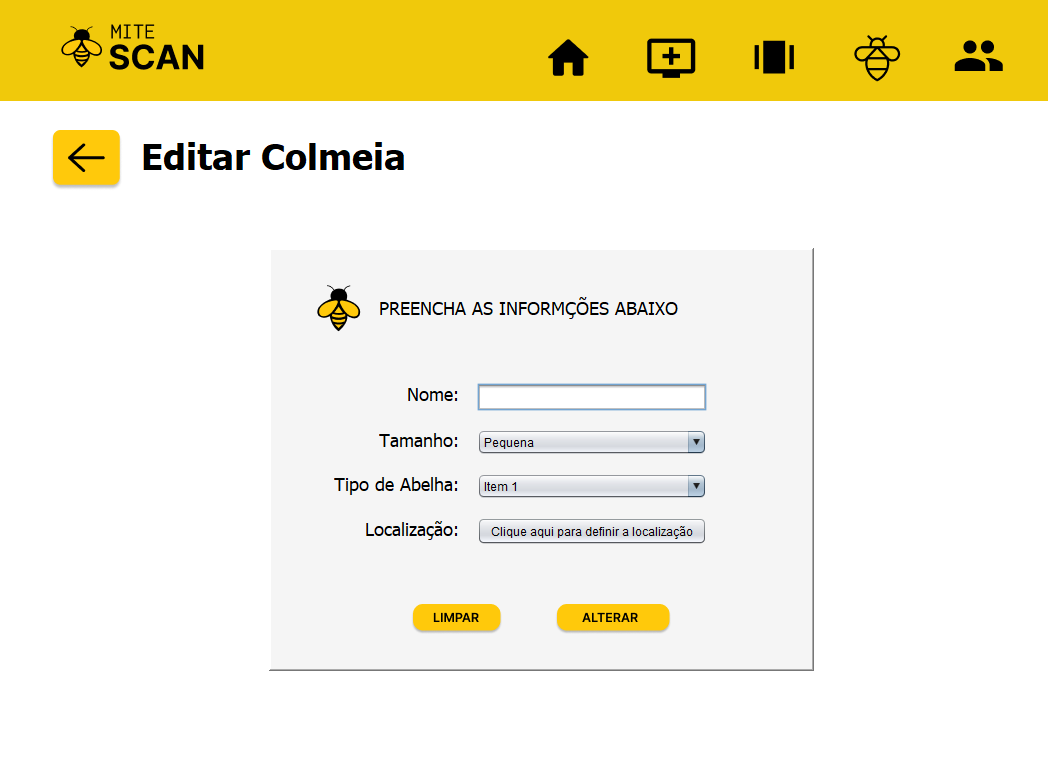 MITE
SCAN
Editar Colmeia
PREENCHA AS INFORMÇÕES ABAIXO
Nome:
Tamanho: Pequena
Tipo de Abelha: Item 1
Localização: Clique aqui para definir a localização
LIMPAR ALTERAR